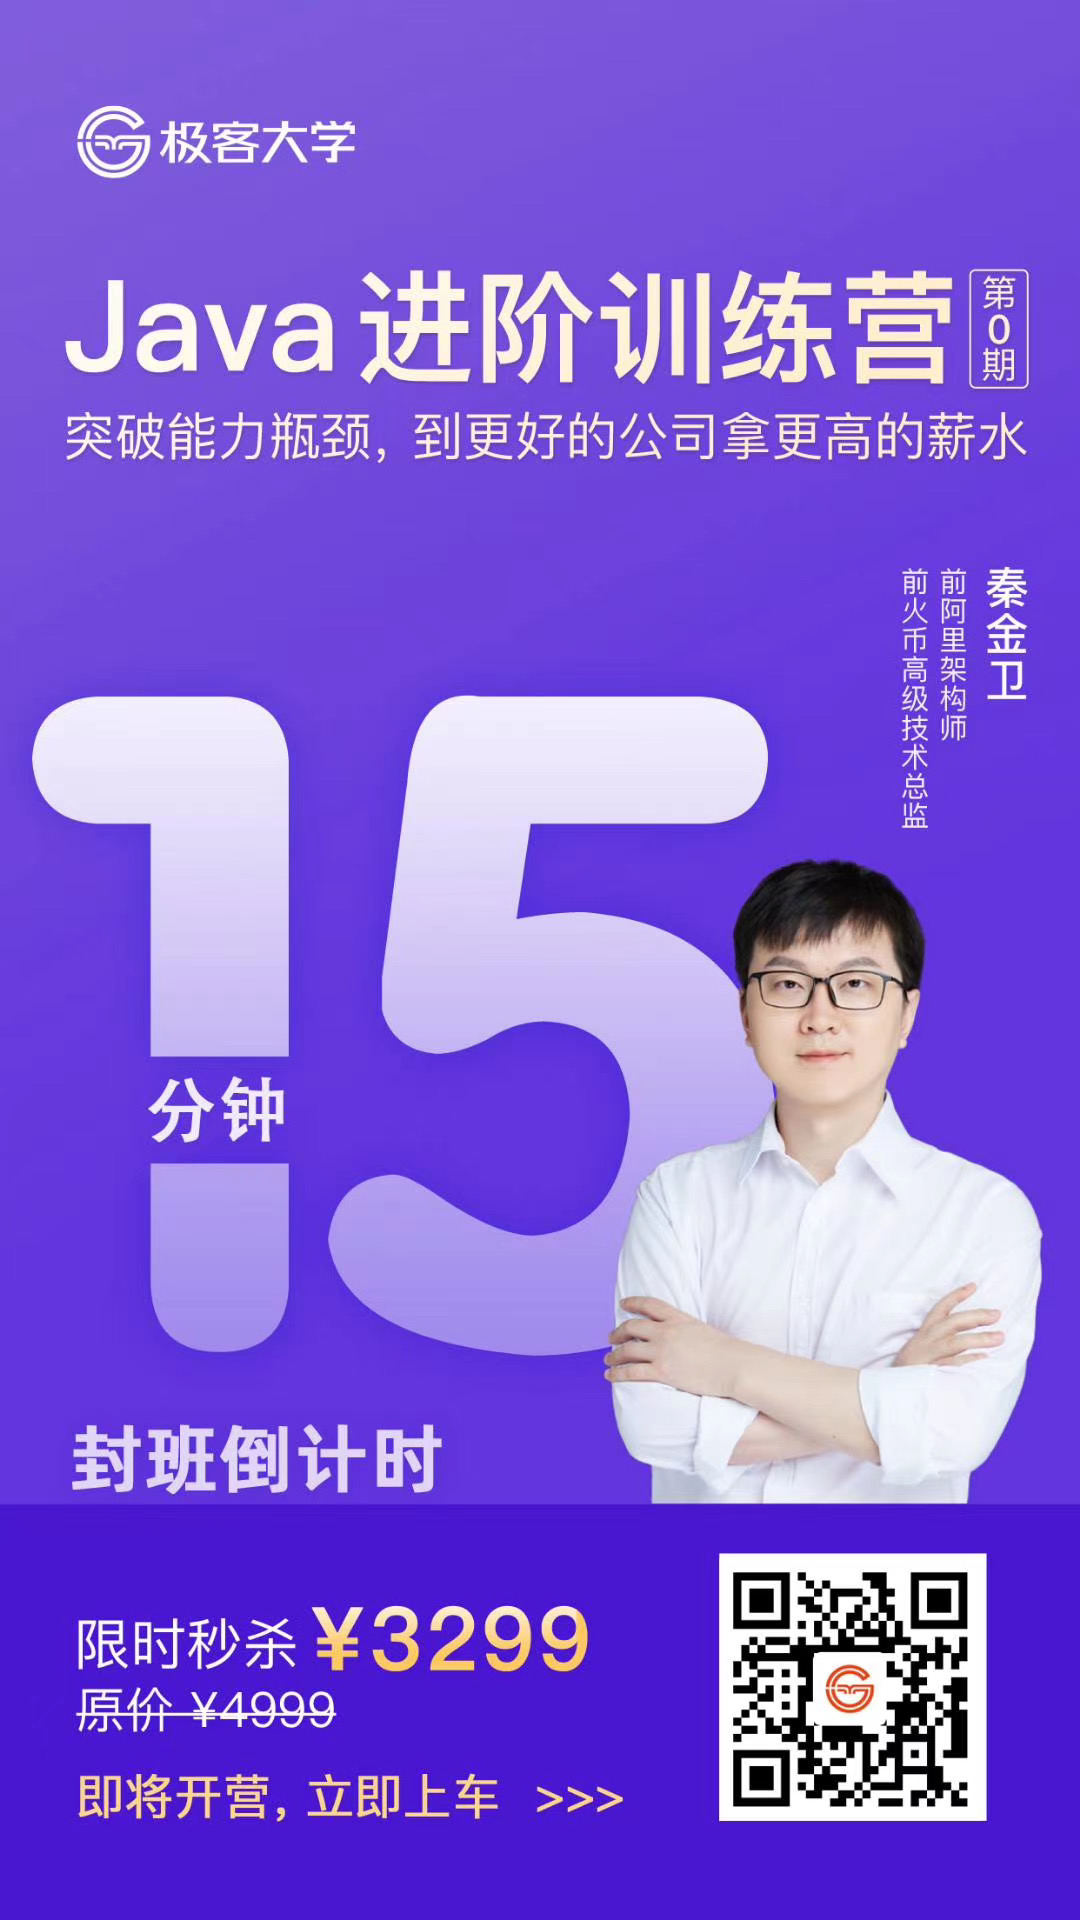 极客大学
Java 进阶训练营 第0期
突破能力瓶颈, 到更好的公司拿更高的薪水
秦金卫
前阿里架构师
前火币高级技术总监
15
分钟
封班倒计时
限时秒杀 ¥3299
原价 ¥4999
即将开营, 立即上车 >>>